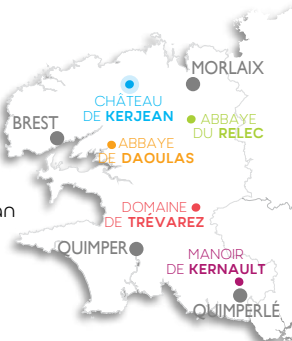 MORLAIX
CHÂTEAU
DE KERJEAN
BREST
ABBAYE
DU RELEC
ABBAYE
DE DAOULAS
an
DOMAINE
DE TRÉVAREZ
QUIMPER
MANOIR
DE KERNAULT
QUIMPERLÉ